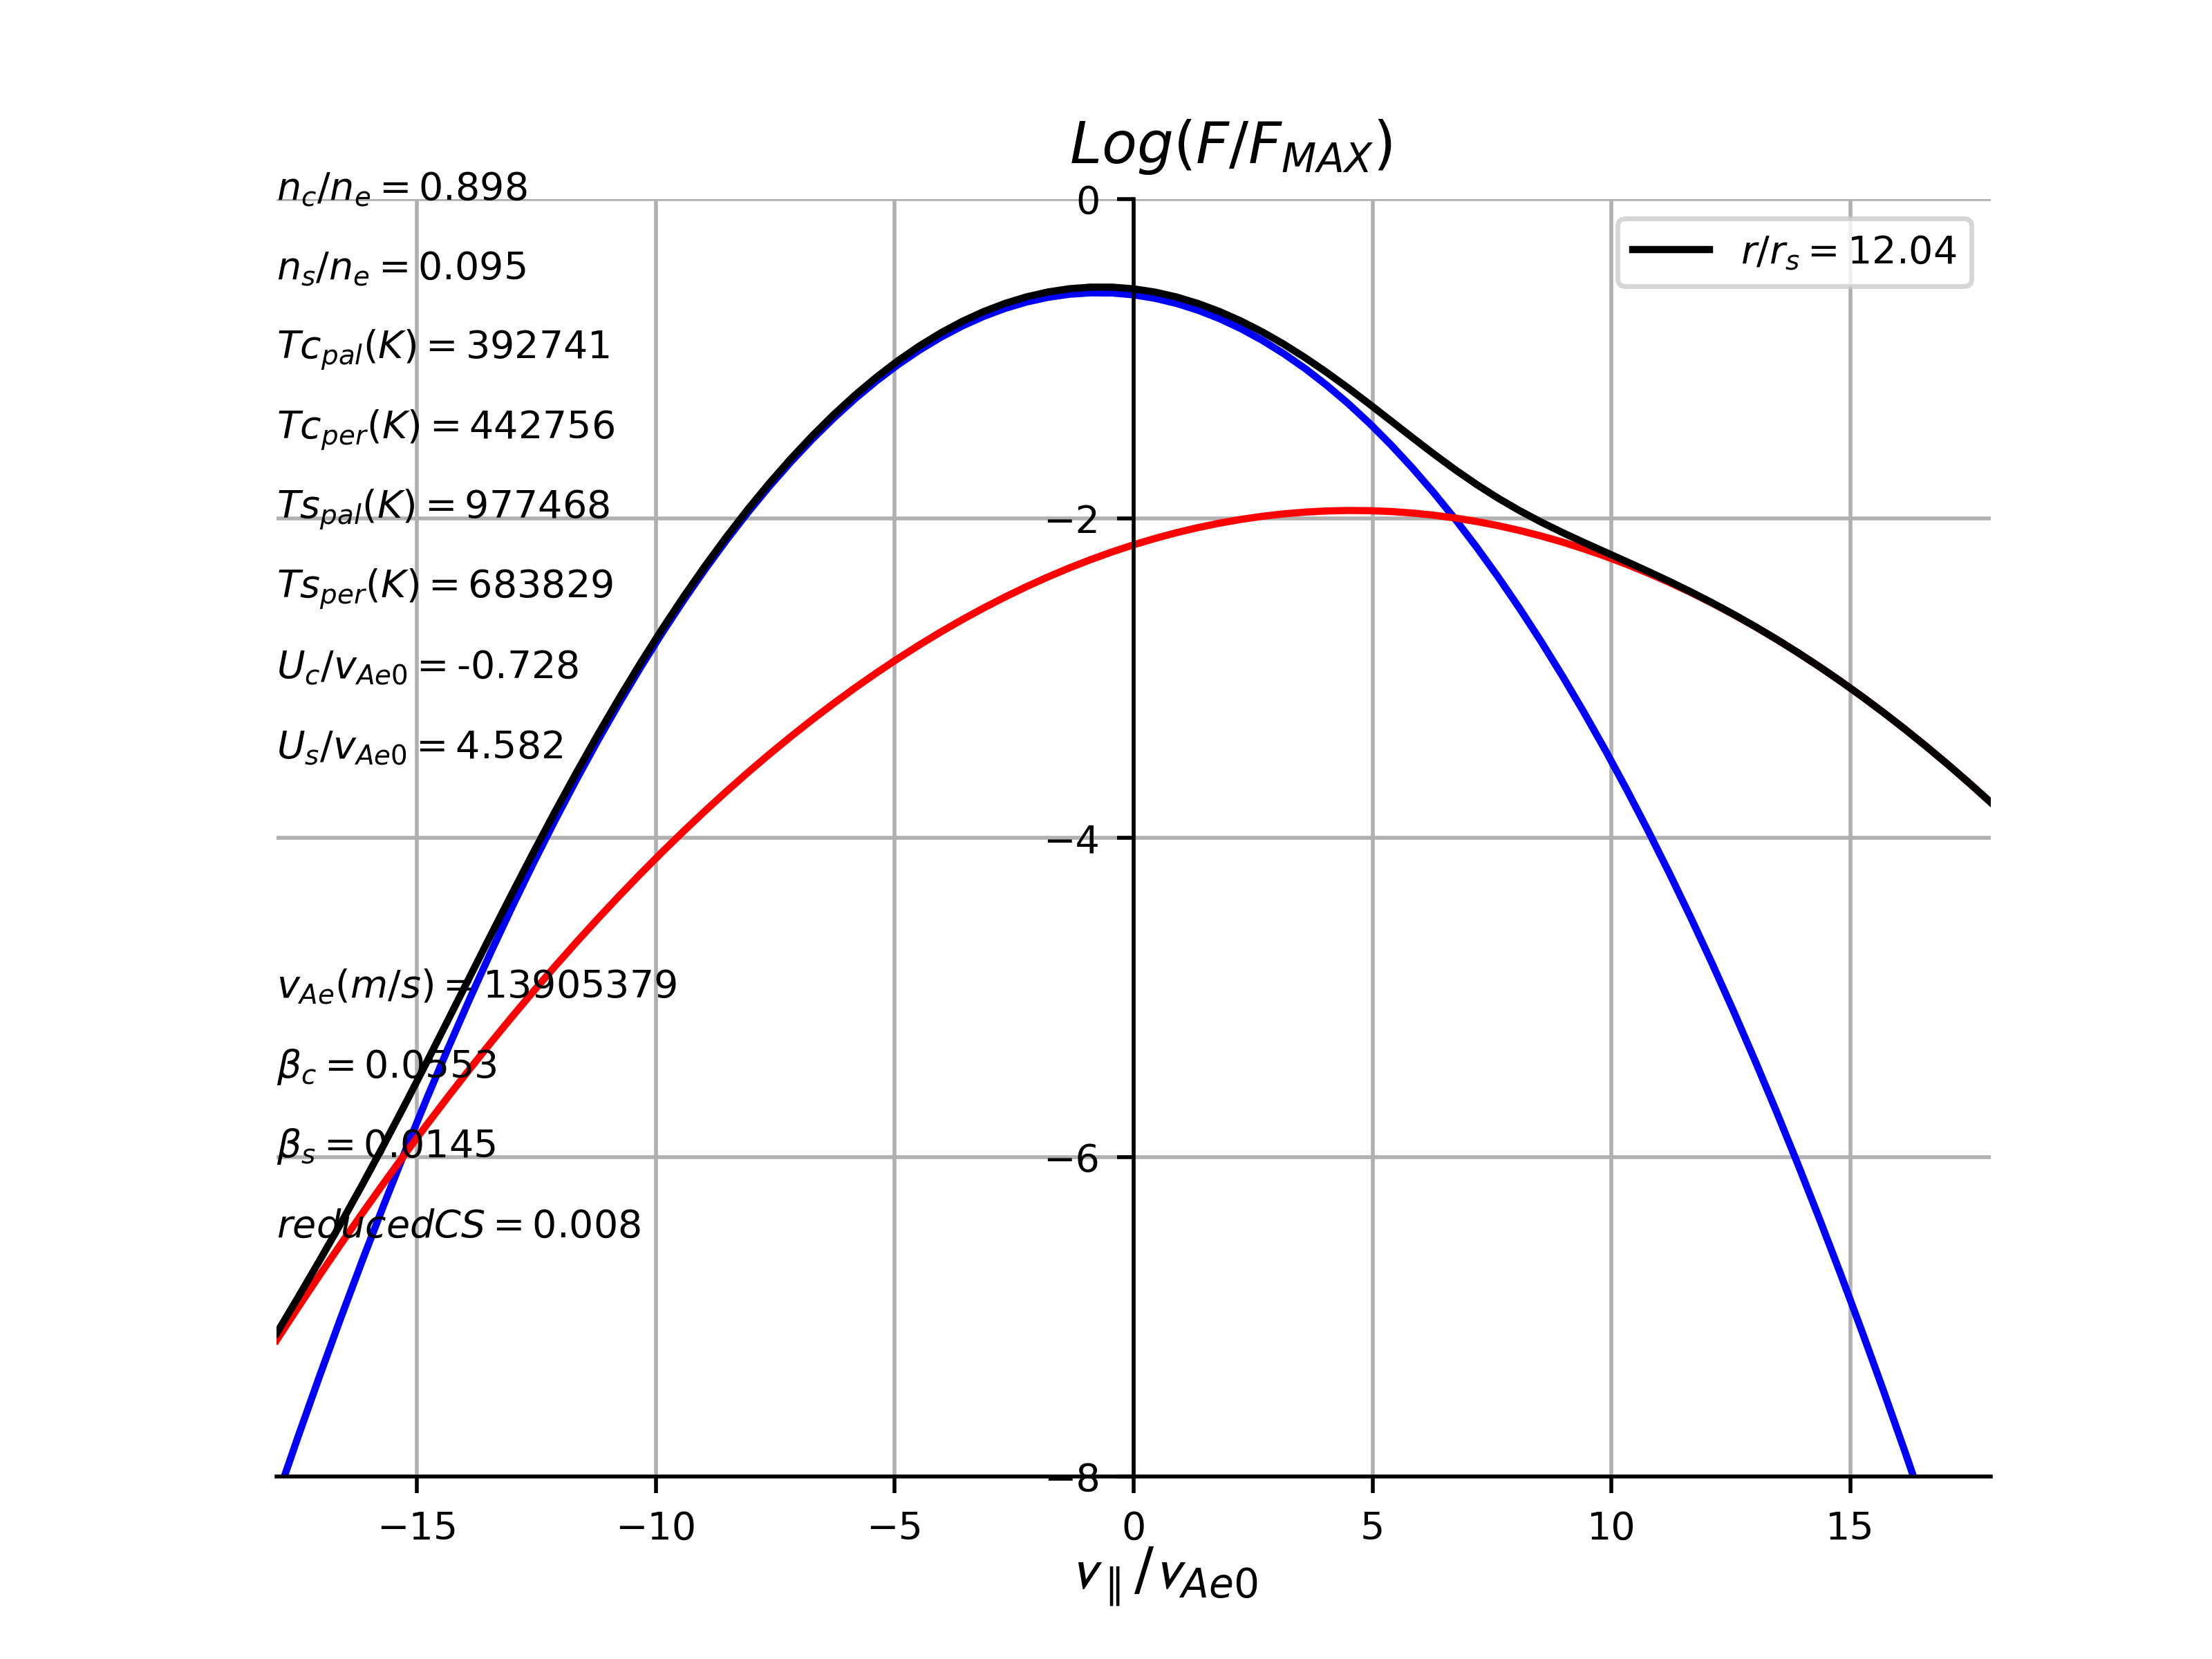 Log(F/F_MAX)
n_c/n_e = 0.898
0
r/r_s = 12.04
n_s/n_e = 0.095
Tc_pal(K) = 392741
Tc_per(K) = 442756
Ts_pal(K) = 977468
−2
Ts_per(K) = 683829
U_c/v_Ae0 = -0.728
U_s/v_Ae0 = 4.582
−4
v_Ae(m/s) = 13905379
β_c = 0.0553
β_s = 0.0145
−6
reducedCS = 0.008
−8
−15 −10 −5 0 5 10 15
v_∥/v_Ae0